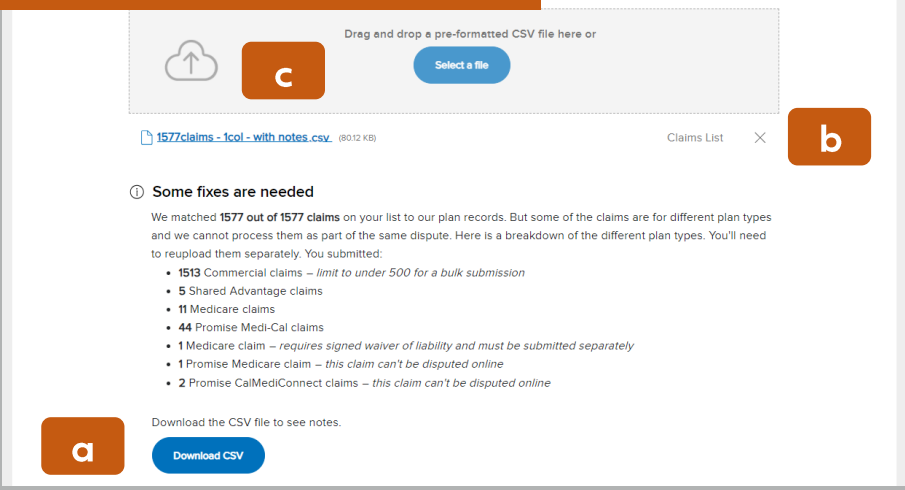 Drag and drop a pre-formatted CSV file here or
c
Select a file
1577claims - 1col - with notes.csv (80.12 KB)
Claims List
b
Some fixes are needed
We matched 1577 out of 1577 claims on your list to our plan records. But some of the claims are for different plan types
and we cannot process them as part of the same dispute. Here is a breakdown of the different plan types. You'll need
to reupload them separately. You submitted:
• 1513 Commercial claims – limit to under 500 for a bulk submission
• 5 Shared Advantage claims
• 11 Medicare claims
• 44 Promise Medi-Cal claims
• 1 Medicare claim – requires signed waiver of liability and must be submitted separately
• 1 Promise Medicare claim – this claim can't be disputed online
• 2 Promise CalMediConnect claims – this claim can't be disputed online
Download the CSV file to see notes.
a
Download CSV